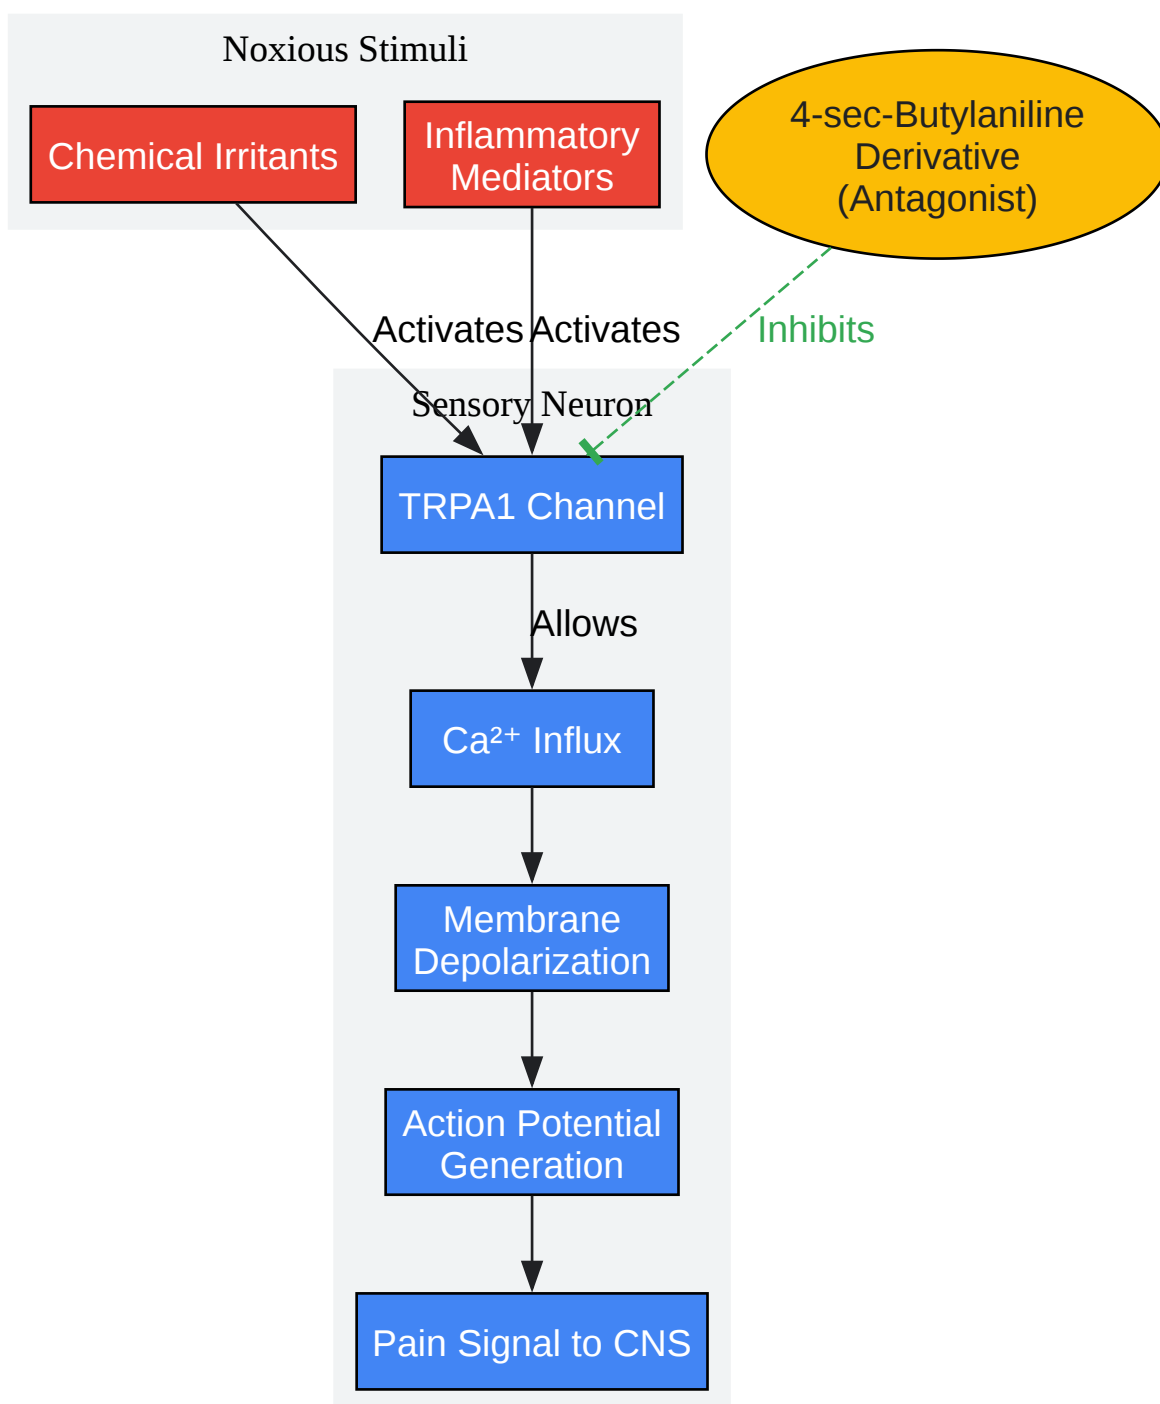 Noxious Stimuli
Chemical Irritants
Inflammatory
Mediators
4-sec-Butylaniline
Derivative
(Antagonist)
Activates
Activates
Inhibits
Sensory Neuron
TRPA1 Channel
Allows
Ca²⁺ Influx
Membrane
Depolarization
Action Potential
Generation
Pain Signal to CNS